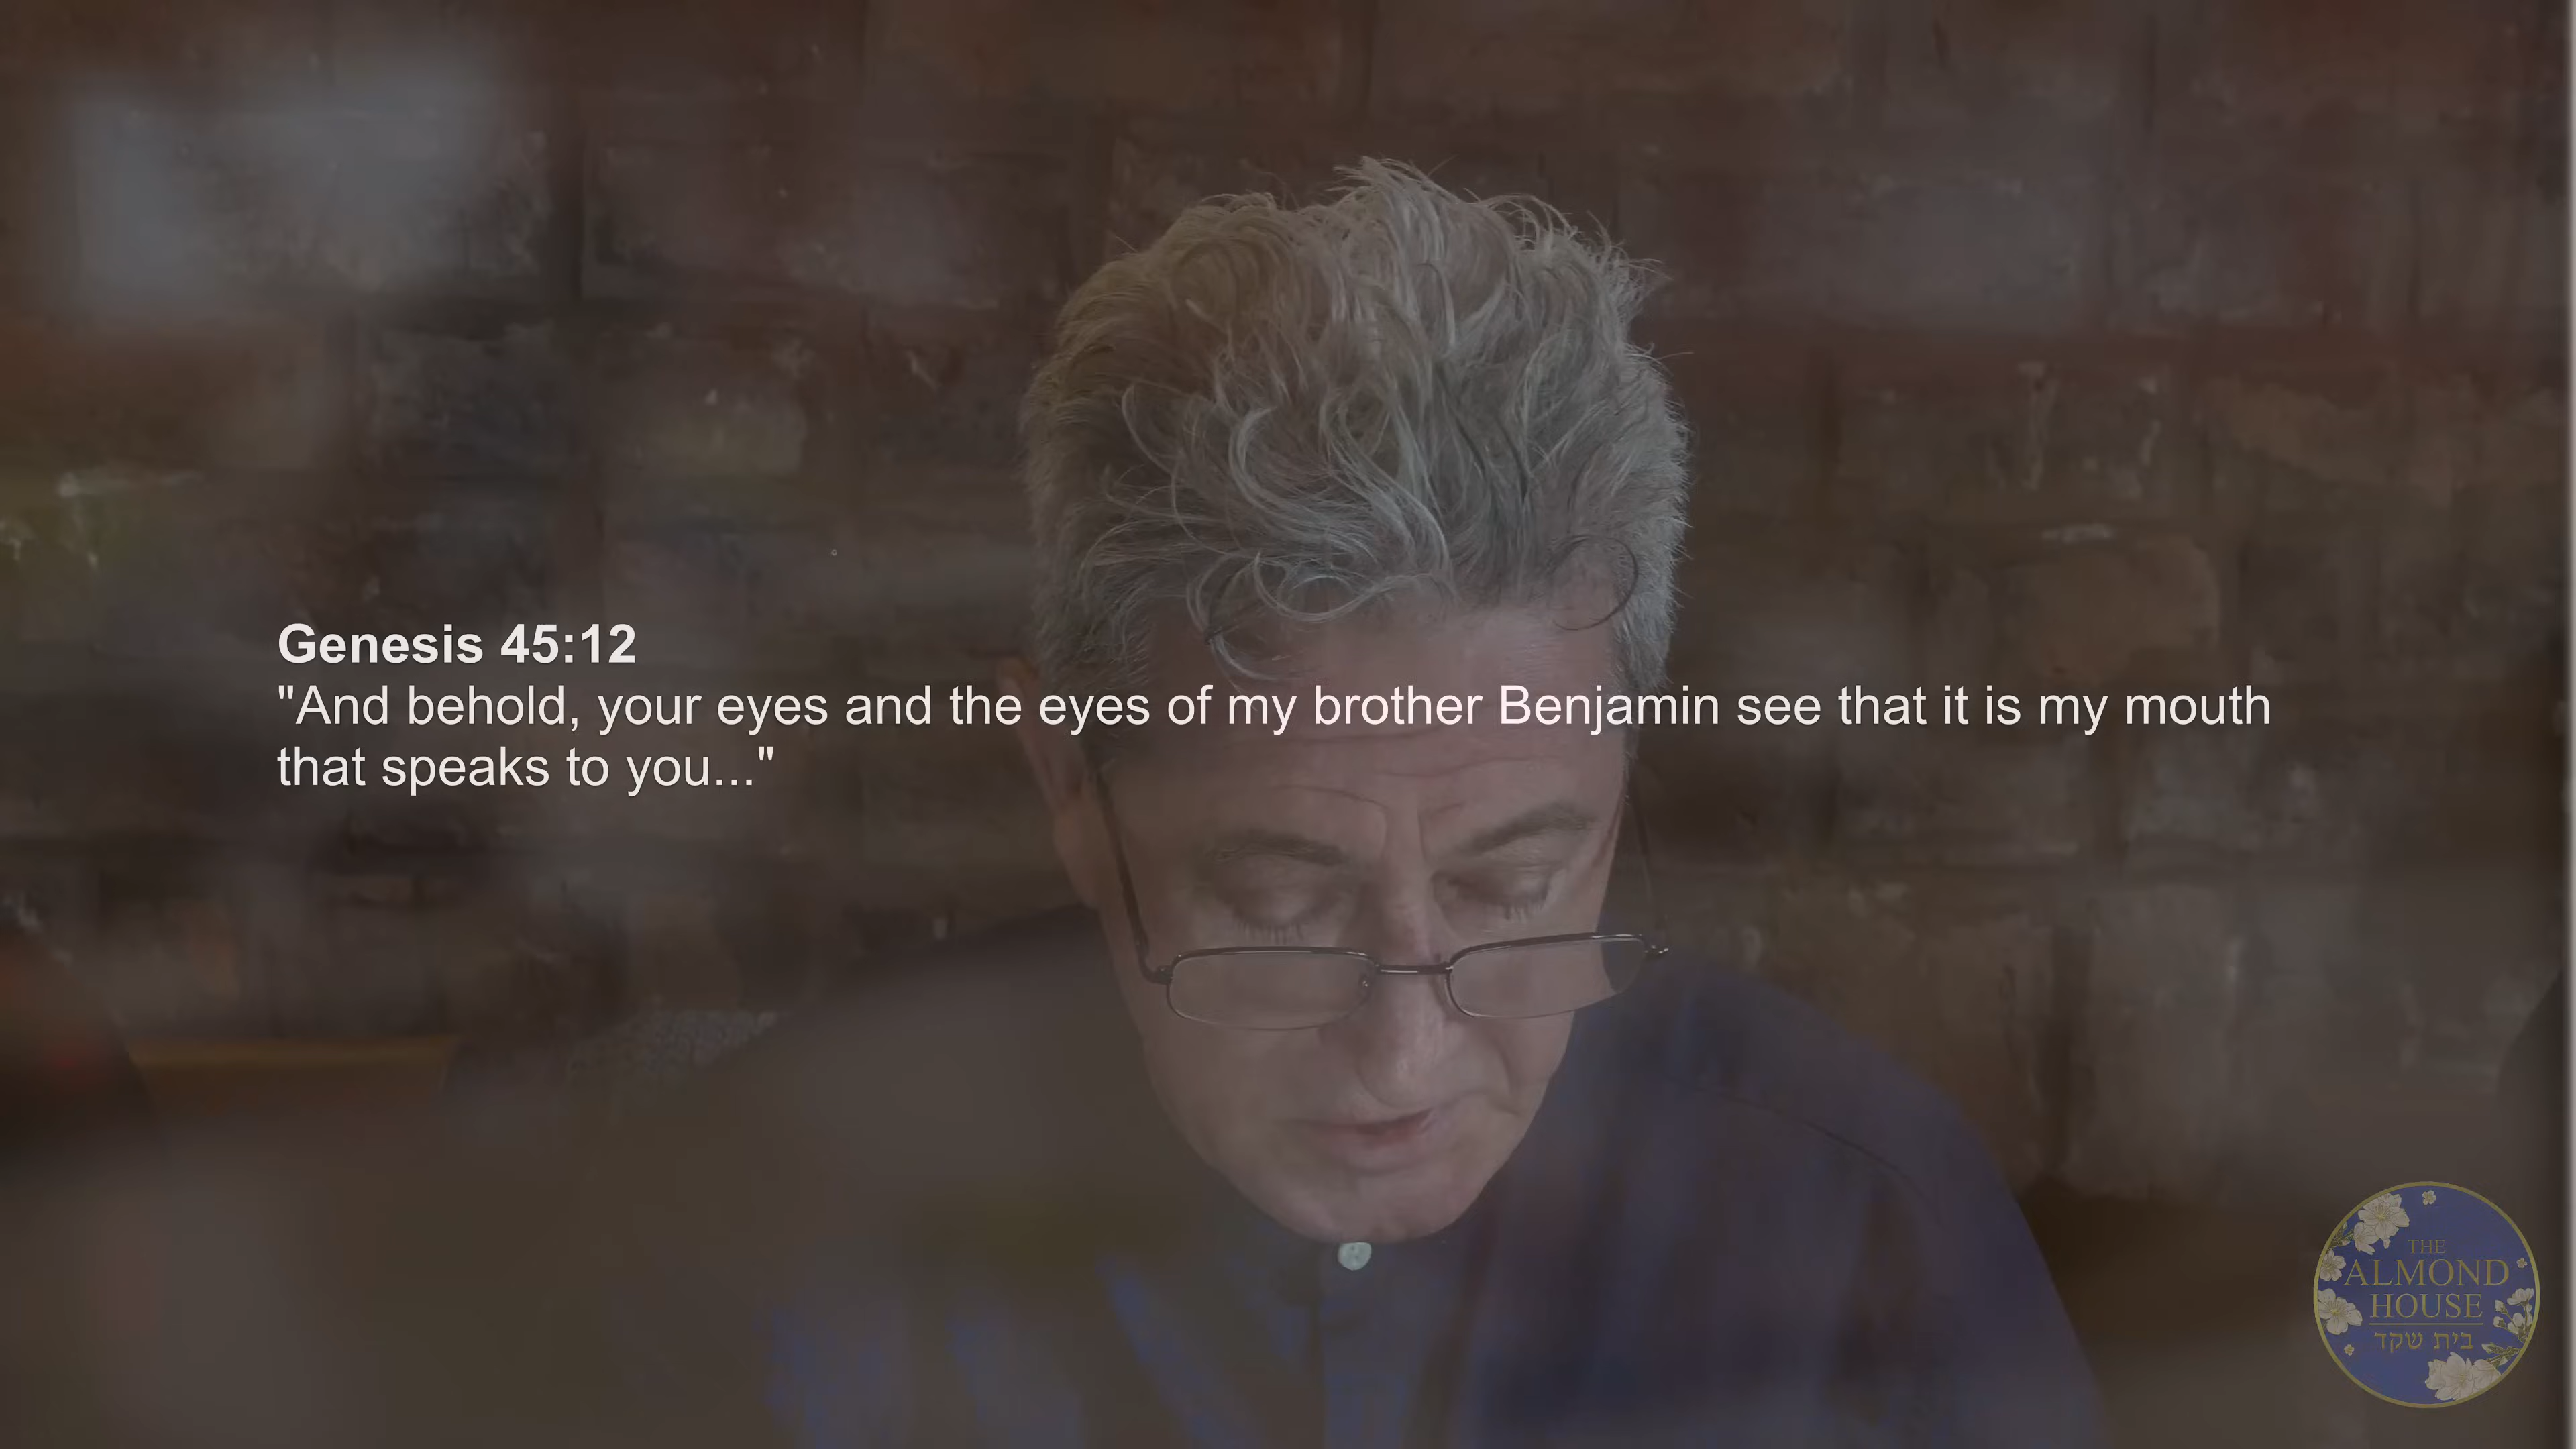 Genesis 45:12
"And behold, your eyes and the eyes of my brother Benjamin see that it is my mouth
that speaks to you..."
THE
ALMOND
HOUSE
בית שקד